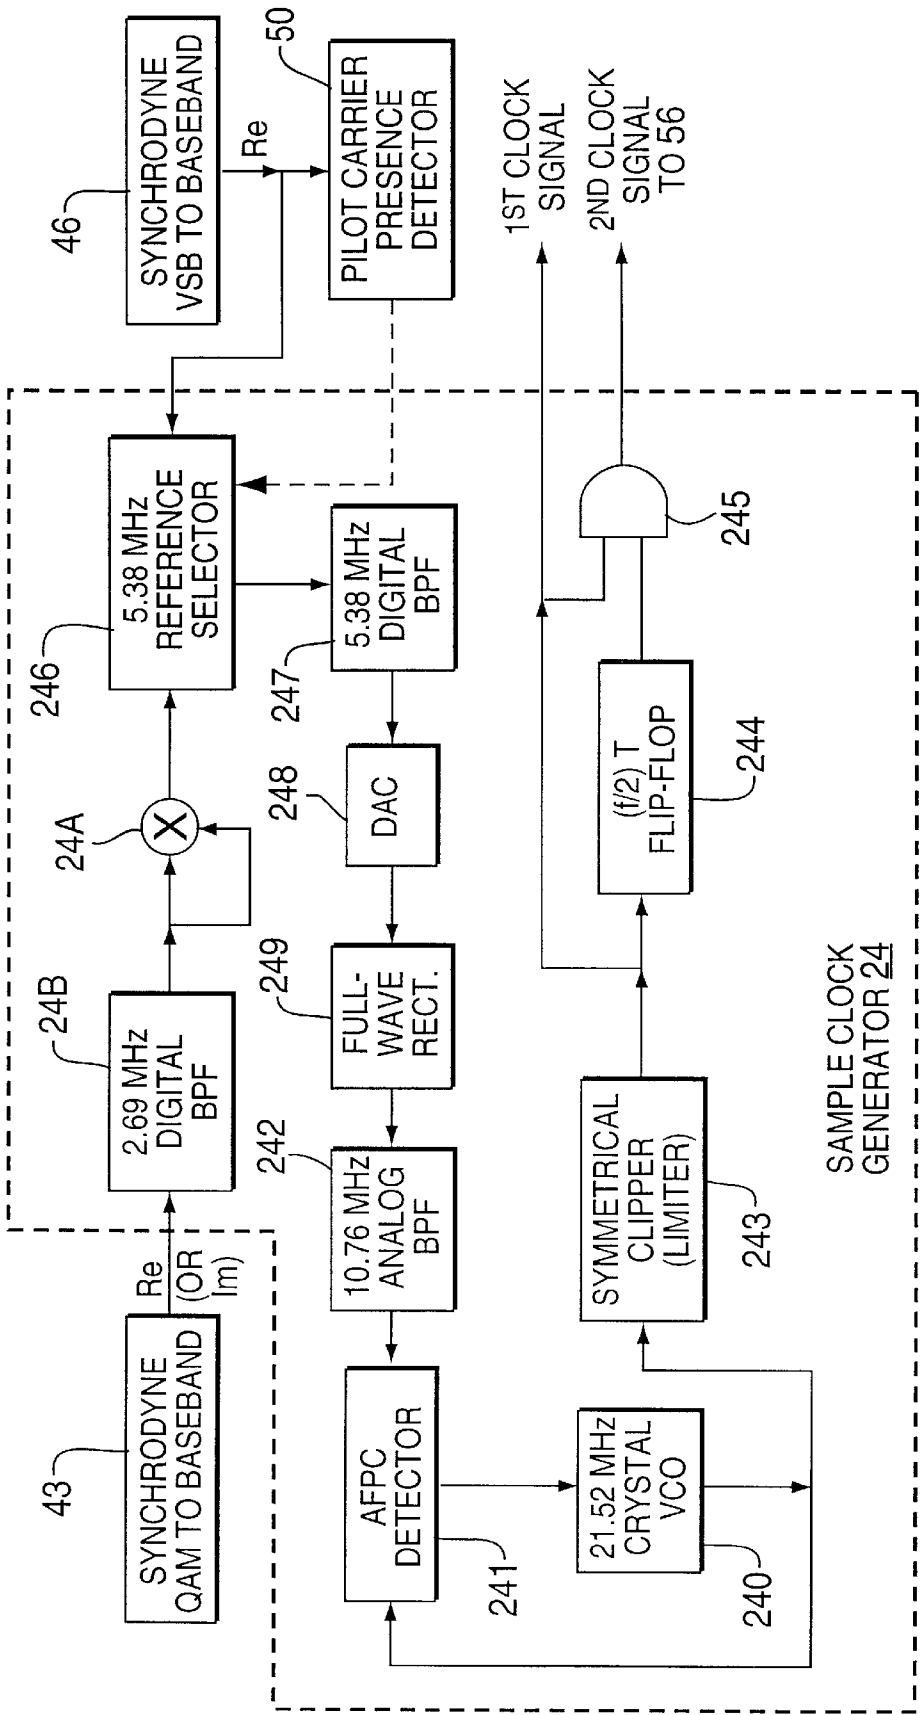 43
SYNCHRODYNE
QAM TO BASEBAND
Re
(OR
Im)
24B
2.69 MHz
DIGITAL
BPF
24A
X
246
5.38 MHz
REFERENCE
SELECTOR
46
SYNCHRODYNE
VSB TO BASEBAND
Re
50
PILOT CARRIER
PRESENCE
DETECTOR
247
5.38 MHz
DIGITAL
BPF
248
DAC
249
FULL-
WAVE
RECT.
242
10.76 MHz
ANALOG
BPF
AFPC
DETECTOR
241
21.52 MHz
CRYSTAL
VCO
240
SYMMETRICAL
CLIPPER
(LIMITER)
243
(f/2) T
FLIP-FLOP
244
245
1ST CLOCK
SIGNAL
2ND CLOCK
SIGNAL
TO 56
SAMPLE CLOCK
GENERATOR 24